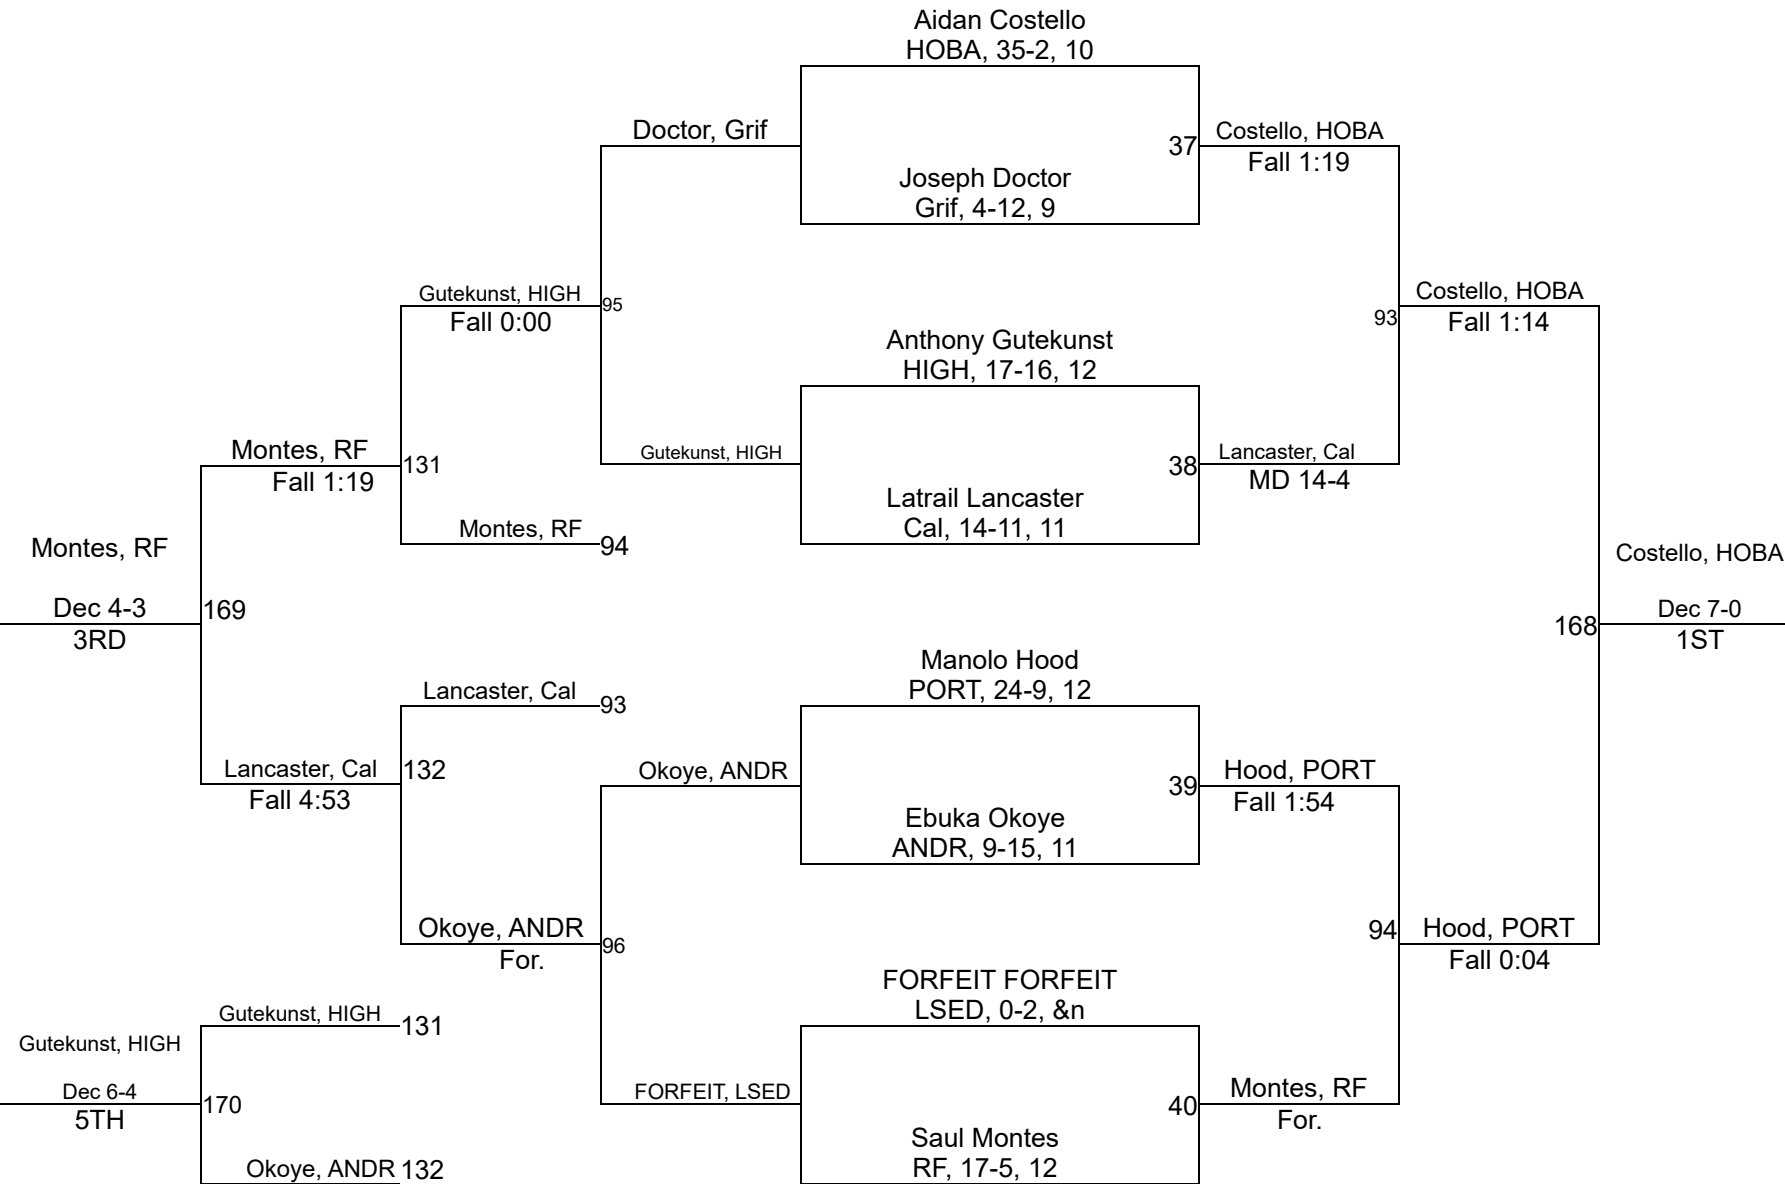 Aidan Costello
HOBA, 35-2, 10
Doctor, Grif
37
Costello, HOBA
Fall 1:19
Joseph Doctor
Grif, 4-12, 9
Gutekunst, HIGH
Fall 0:00
95
Costello, HOBA
Fall 1:14
93
Anthony Gutekunst
HIGH, 17-16, 12
Montes, RF
Fall 1:19
131
Gutekunst, HIGH
38
Lancaster, Cal
MD 14-4
Latrail Lancaster
Cal, 14-11, 11
Montes, RF
94
Montes, RF
Dec 4-3
3RD
169
Costello, HOBA
Dec 7-0
1ST
168
Manolo Hood
PORT, 24-9, 12
Lancaster, Cal
93
Lancaster, Cal
Fall 4:53
132
Okoye, ANDR
39
Hood, PORT
Fall 1:54
Ebuka Okoye
ANDR, 9-15, 11
Okoye, ANDR
For.
96
94
Hood, PORT
Fall 0:04
FORFEIT FORFEIT
LSED, 0-2, &n
Gutekunst, HIGH
131
Gutekunst, HIGH
Dec 6-4
5TH
170
FORFEIT, LSED
40
Montes, RF
For.
Saul Montes
RF, 17-5, 12
Okoye, ANDR
132